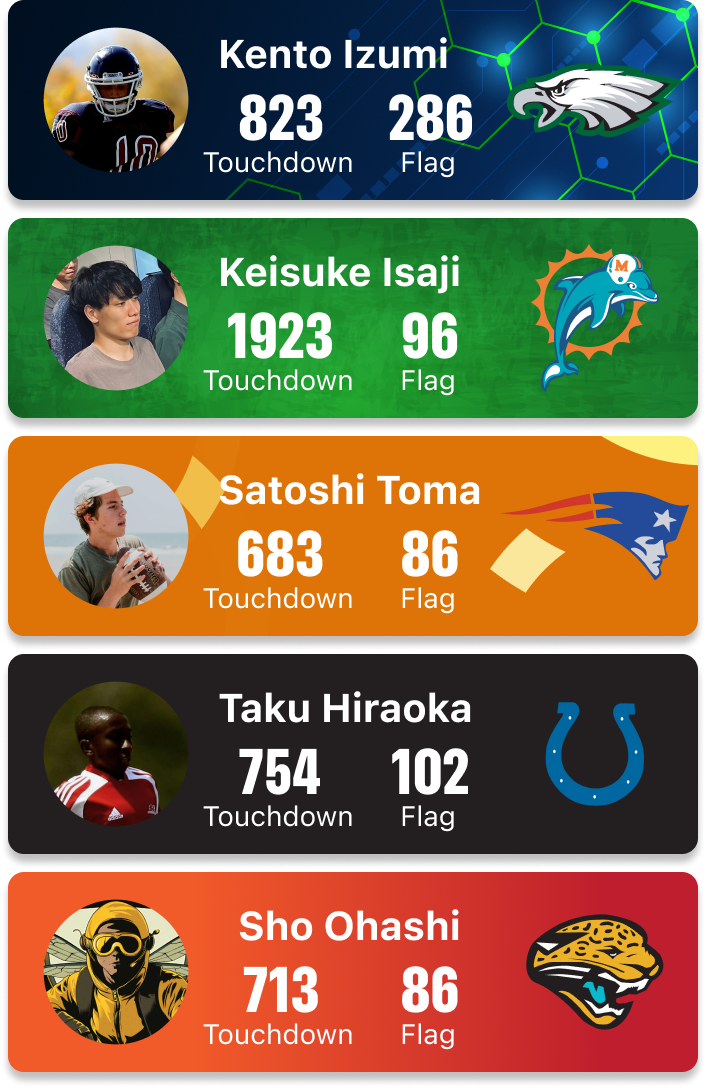 Kento Izumi
823 286
Touchdown Flag
Keisuke Isaji
1923 96
Touchdown Flag
M
Satoshi Toma
683 86
Touchdown Flag
Taku Hiraoka
754 102
Touchdown Flag
Sho Ohashi
713 86
Touchdown Flag